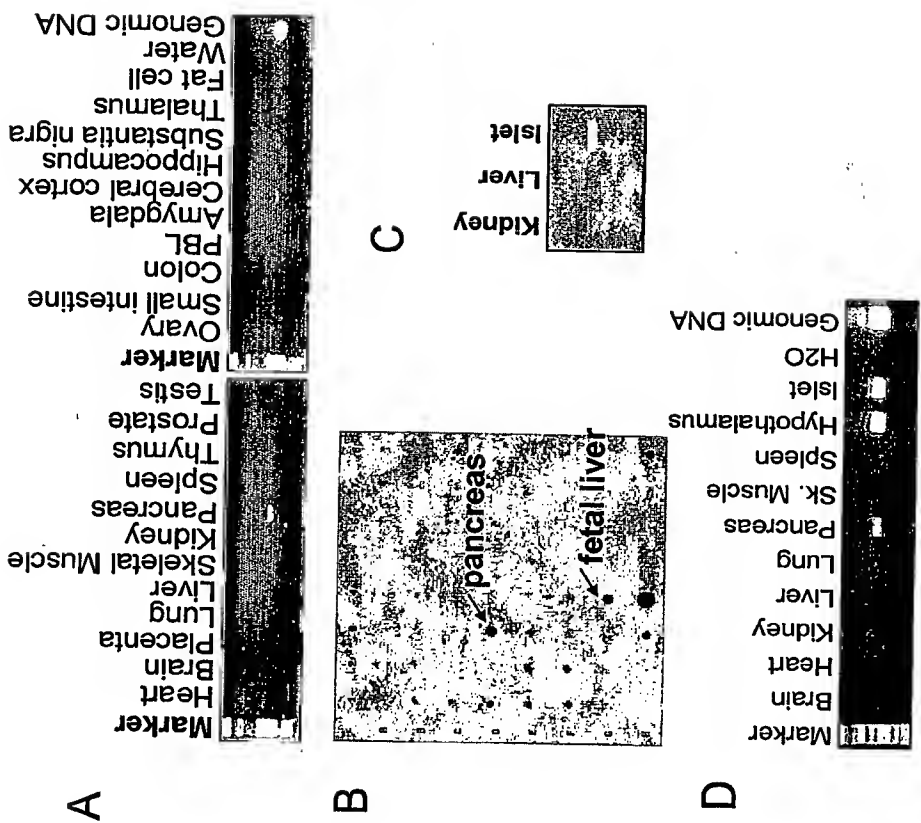 A
Marker
Heart
Brain
Placenta
Lung
Liver
Skeletal Muscle
Kidney
Pancreas
Spleen
Thymus
Prostate
Testis
Marker
Ovary
Small intestine
Colon
PBL
Amygdala
Cerebral cortex
Hippocampus
Substantia nigra
Thalamus
Fat cell
Water
Genomic DNA
B
pancreas
fetal liver
C
Kidney
Liver
Islet
D
Marker
Brain
Heart
Kidney
Liver
Lung
Pancreas
Sk. Muscle
Spleen
Hypothalamus
Islet
H2O
Genomic DNA